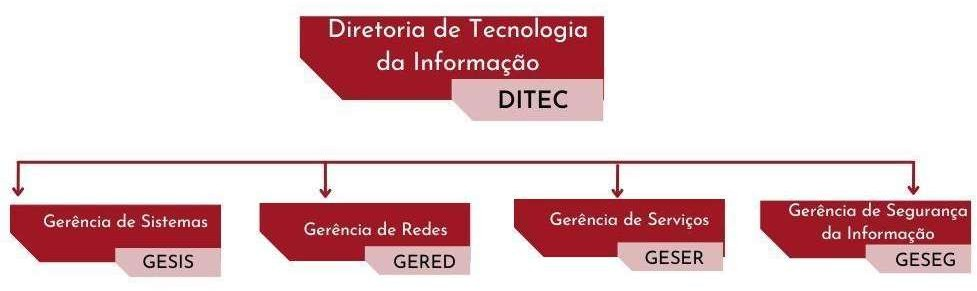 Diretoria de Tecnologia
da Informação
DITEC
Gerência de Sistemas
GESIS
Gerência de Redes
GERED
Gerência de Serviços
GESER
Gerência de Segurança
da Informação
GESEG